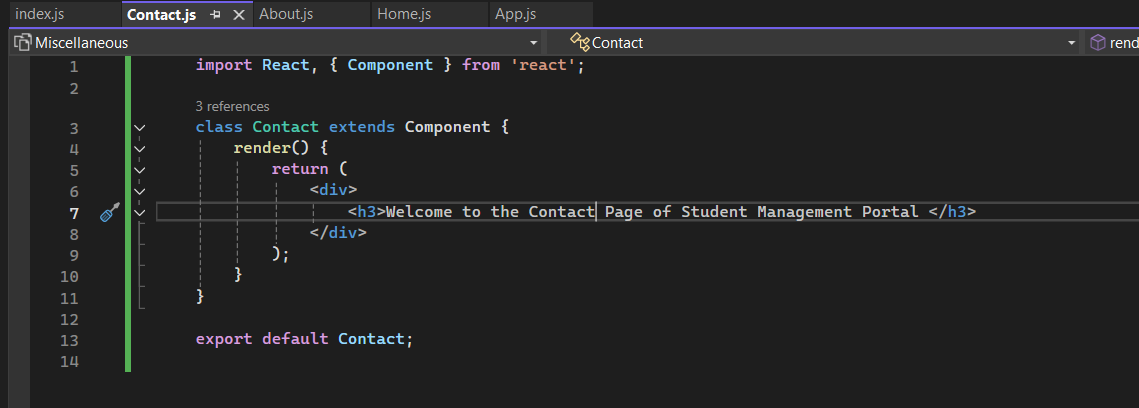 index.js Contact.js About.js Home.js App.js
Miscellaneous Contact rend
1 import React, { Component } from 'react';
2
3 references
3 class Contact extends Component {
4 render() {
5 return (
6 <div>
7 <h3>Welcome to the Contact Page of Student Management Portal </h3>
8 </div>
9 );
10 }
11 }
12
13 export default Contact;
14